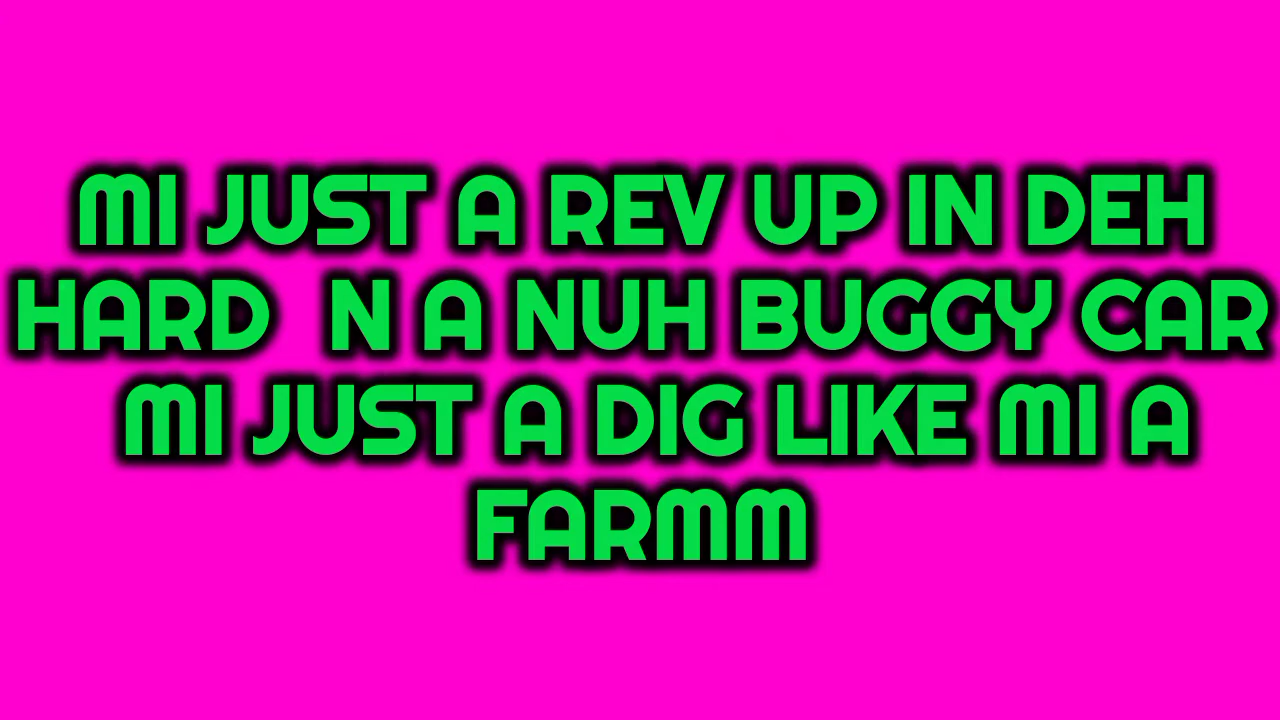 MI JUST A REV UP IN DEH
HARD  N A NUH BUGGY CAR
MI JUST A DIG LIKE MI A
FARMM